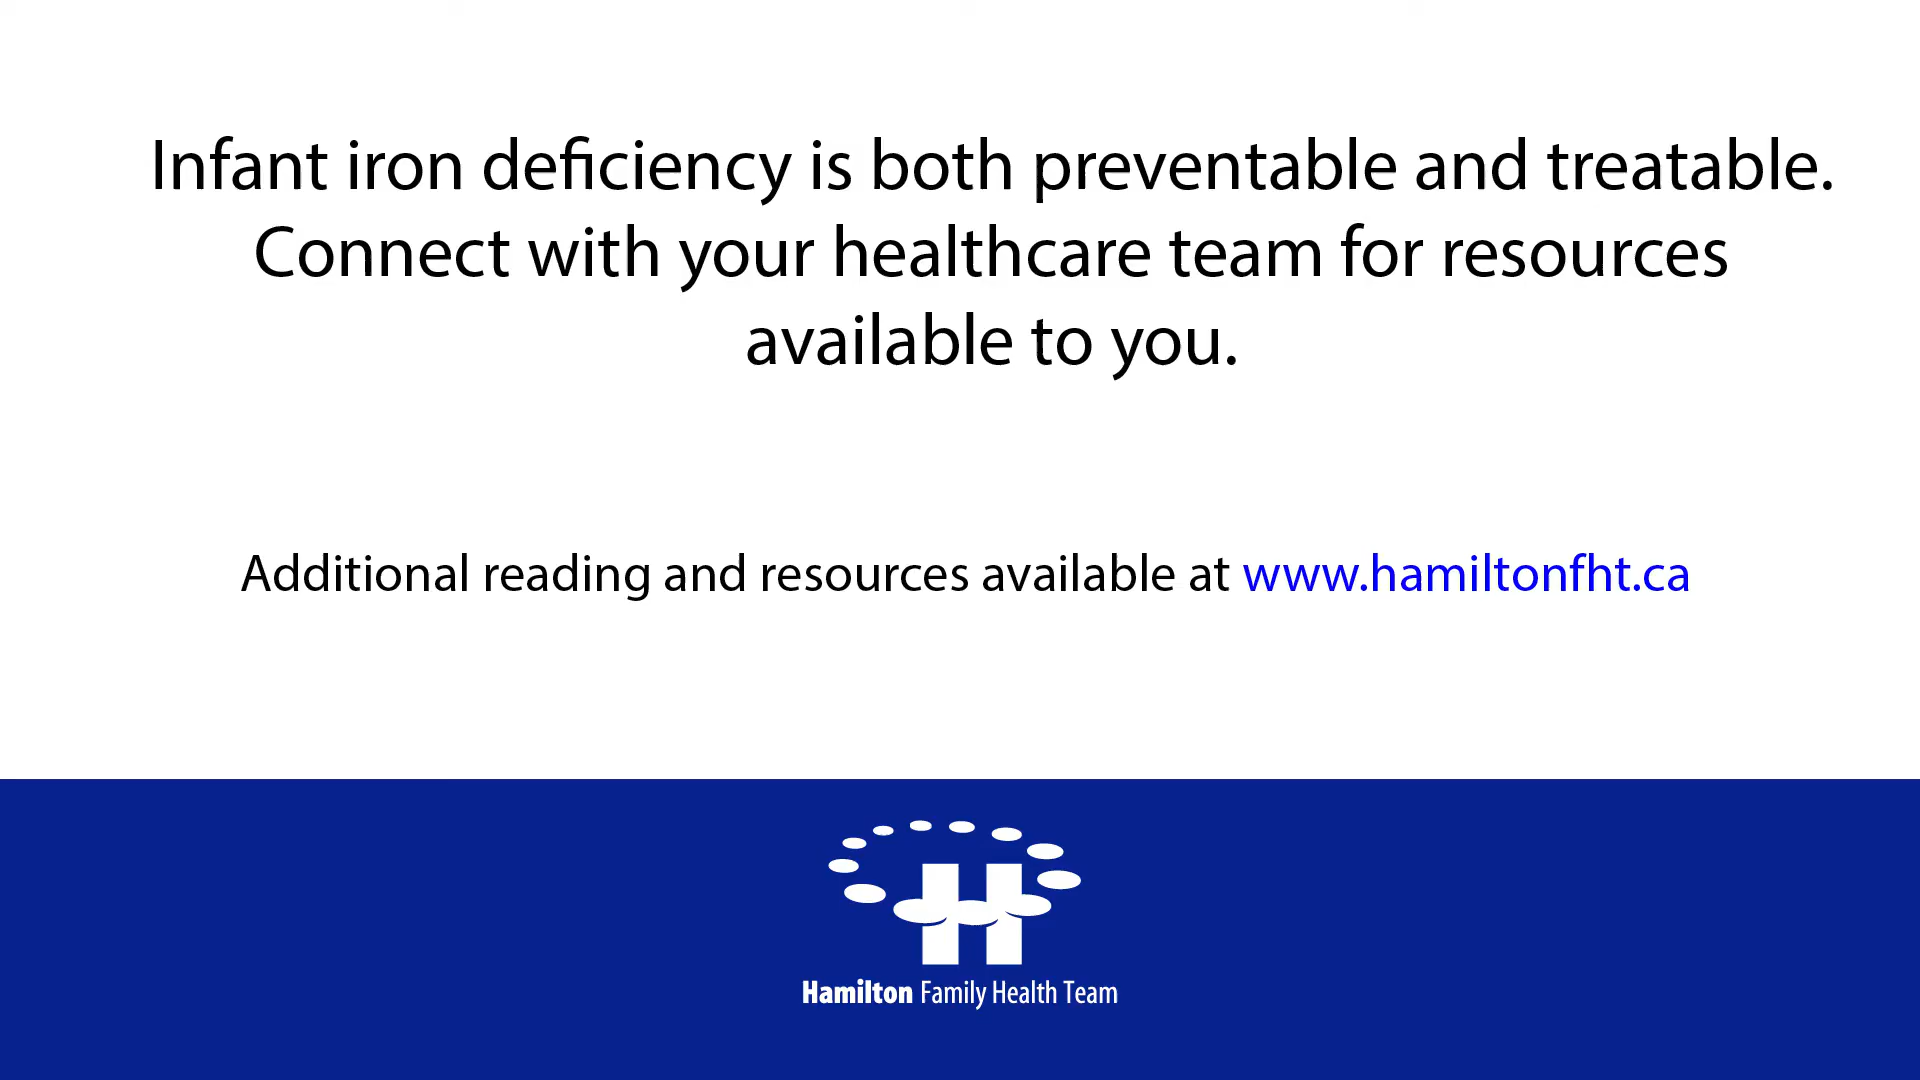 Infant iron deficiency is both preventable and treatable.
Connect with your healthcare team for resources
available to you.
Additional reading and resources available at www.hamiltonfht.ca
H
Hamilton Family Health Team